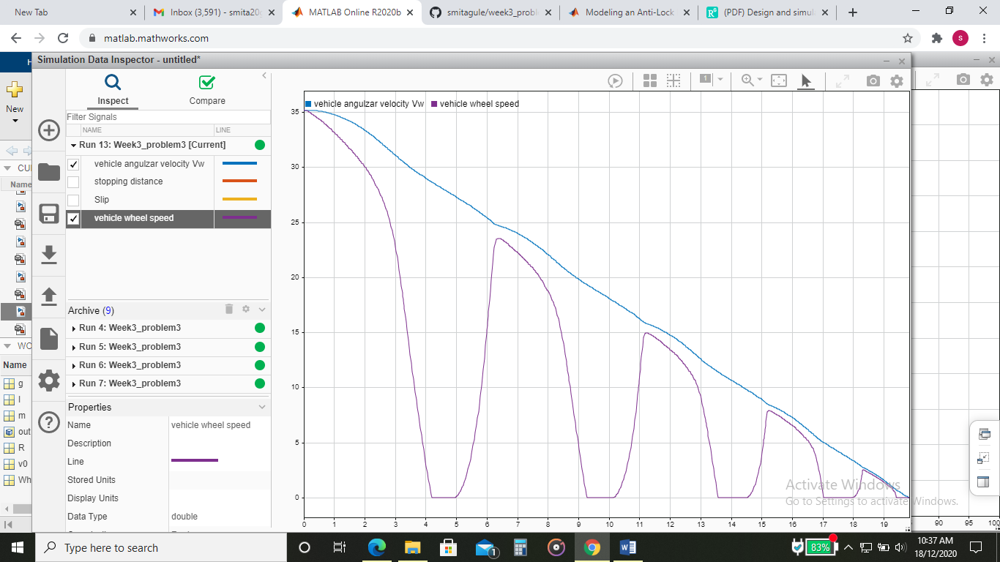 New Tab
Inbox (3,591) - smita20
MATLAB Online R2020b
smitagule/week3_probl
Modeling an Anti-Lock
(PDF) Design and simul
matlab.mathworks.com
S
Simulation Data Inspector - untitled*
New
Inspect
Compare
Filter Signals
NAME
LINE
Run 13: Week3_problem3 [Current]
vehicle angulzar velocity Vw
stopping distance
Slip
vehicle wheel speed
CU
Name
Archive (9)
Run 4: Week3_problem3
Run 5: Week3_problem3
Run 6: Week3_problem3
Run 7: Week3_problem3
WO
Name
g
I
m
out
R
v0
Wh
Properties
Name
vehicle wheel speed
Description
Line
Stored Units
Display Units
Data Type
double
1
vehicle angulzar velocity Vw
vehicle wheel speed
35
30
25
20
15
10
5
0
0 1 2 3 4 5 6 7 8 9 10 11 12 13 14 15 16 17 18 19
90 95 100
Activate Windows
Go to Settings to activate Windows.
Type here to search
1
83%
10:37 AM
18/12/2020